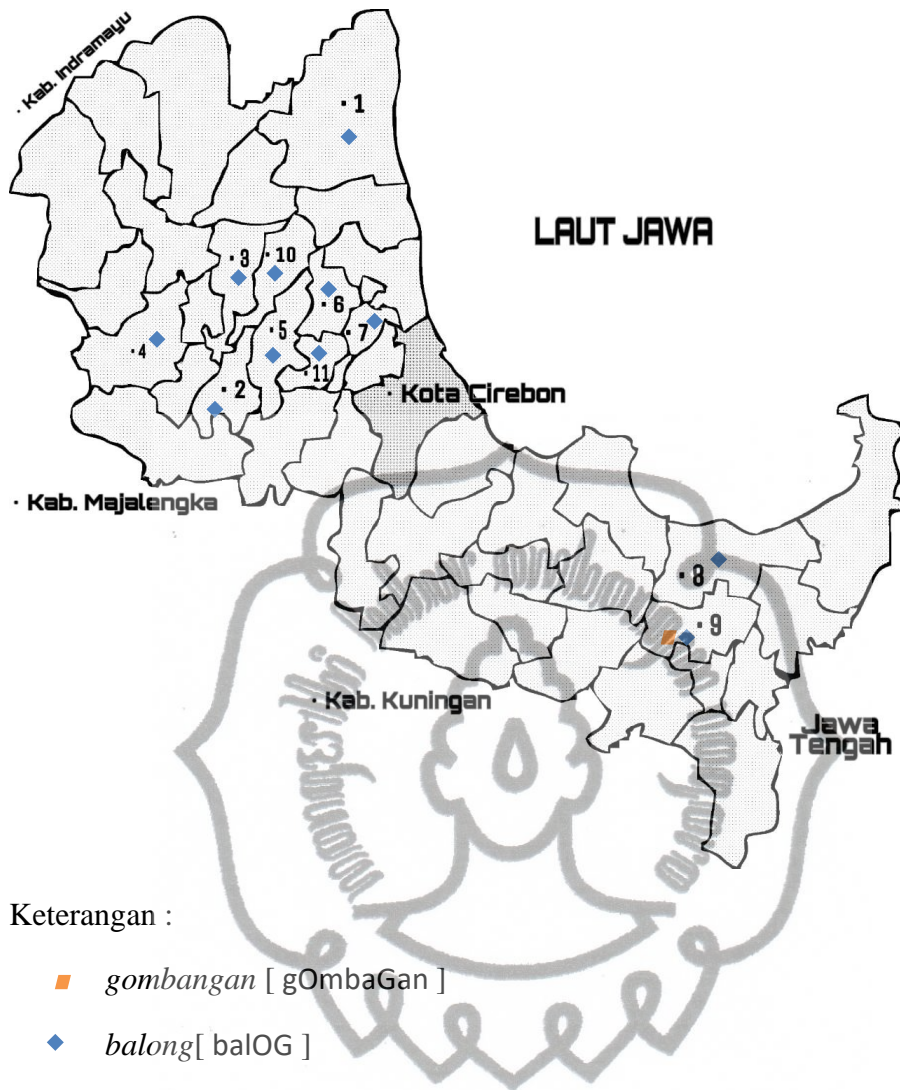 Kab. Indramayu
1
LAUT JAWA
3
10
6
7
5
4
11
2
Kota Cirebon
Kab. Majalengka
8
9
Kab. Kuningan
Jawa
Tengah
Keterangan :
gombangan [ gOmbaGan ]
balong[ balOG ]